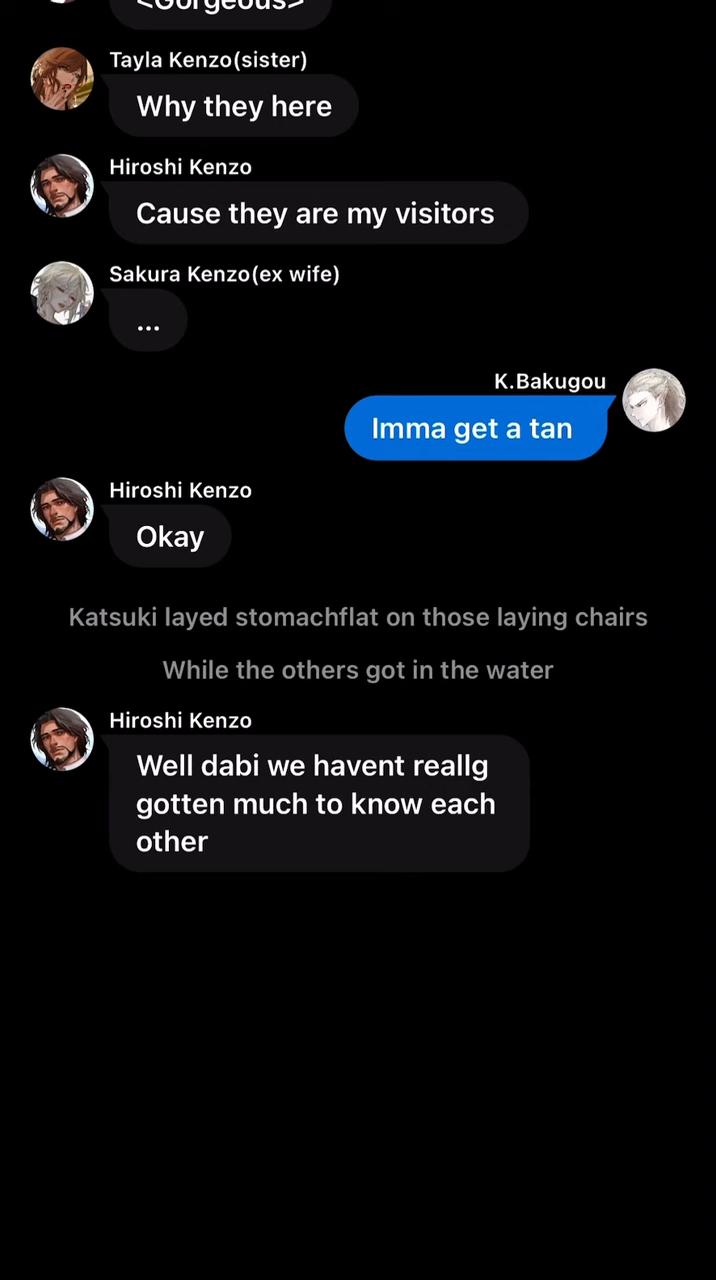 <Gorgeous>
Tayla Kenzo(sister)
Why they here
Hiroshi Kenzo
Cause they are my visitors
Sakura Kenzo(ex wife)
...
K.Bakugou
Imma get a tan
Hiroshi Kenzo
Okay
Katsuki layed stomachflat on those laying chairs
While the others got in the water
Hiroshi Kenzo
Well dabi we havent reallg
gotten much to know each
other